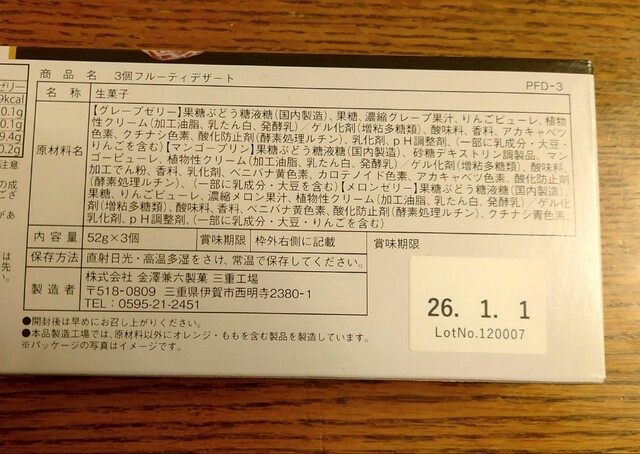 商品名 3個フルーティデザート
PFD-3
名称 生菓子
原材料名
【グレープゼリー】果糖ぶどう糖液糖(国内製造)、果糖、濃縮グレープ果汁、りんごピューレ、植物
性クリーム(加工油脂、乳たん白、発酵乳)/ゲル化剤(増粘多糖類)、酸味料、香料、アカキャベツ
色素、クチナシ色素、酸化防止剤(酵素処理ルチン)、乳化剤、pH調整剤、(一部に乳成分・大豆・
りんごを含む)【マンゴープリン】果糖ぶどう糖液糖(国内製造)、砂糖デキストリン調製品、マン
ゴーピューレ、植物性クリーム(加工油脂、乳たん白、発酵乳)/ゲル化剤(増粘多糖類)、酸味料、
加工でん粉、香料、乳化剤、ベニバナ黄色素、カロテノイド色素、アカキャベツ色素、酸化防止剤
(酵素処理ルチン)、(一部に乳成分・大豆を含む)【メロンゼリー】果糖ぶどう糖液糖(国内製造)、
果糖、りんごピューレ、濃縮メロン果汁、植物性クリーム(加工油脂、乳たん白、発酵乳)/ゲル化
剤(増粘多糖類)、酸味料、香料、ベニバナ黄色素、酸化防止剤(酵素処理ルチン)、クチナシ青色素、
乳化剤、pH調整剤、(一部に乳成分・大豆・りんごを含む)
内容量 52g×3個 賞味期限 枠外右側に記載
賞味期限
保存方法 直射日光・高温多湿をさけ、常温で保存してください。
製造者
株式会社 金澤兼六製菓 三重工場
〒518-0809 三重県伊賀市西明寺2380-1
TEL:0595-21-2451
26. 1. 1
LotNo.120007
●開封後は早めにお召し上がりください。
●本品製造工場では、原材料以外にオレンジ・ももを含む製品を製造しています。
※パッケージの写真はイメージです。
ゼリー
9kcal
0.1g
0.1g
9.4g
0.2g
注意
の成
ござ
があ
は
先
い